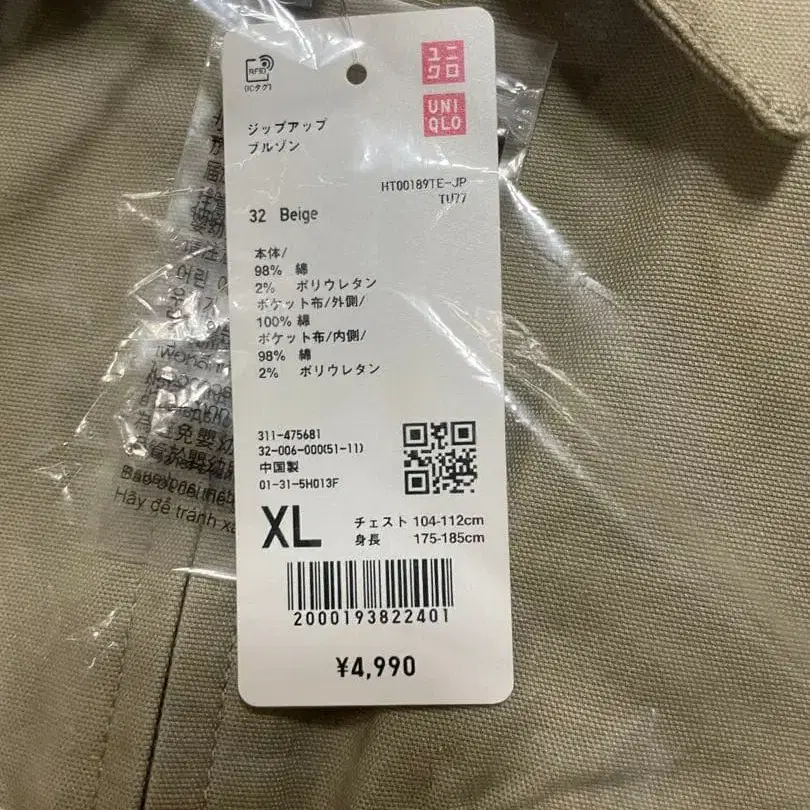 RFID
(ICタグ)
ユニ
クロ
UNI
QLO
ジップアップ
ブルゾン
HT00189TE-JP
TU77
32 Beige
本体/
98% 綿
2% ポリウレタン
ポケット布/外側/
100% 綿
ポケット布/内側/
98% 綿
2% ポリウレタン
311-475681
32-006-000(51-11)
中国製
01-31-5H013F
XL
チェスト 104-112cm
身長 175-185cm
2000193822401
¥4,990
어린
Hãy để tránh xa